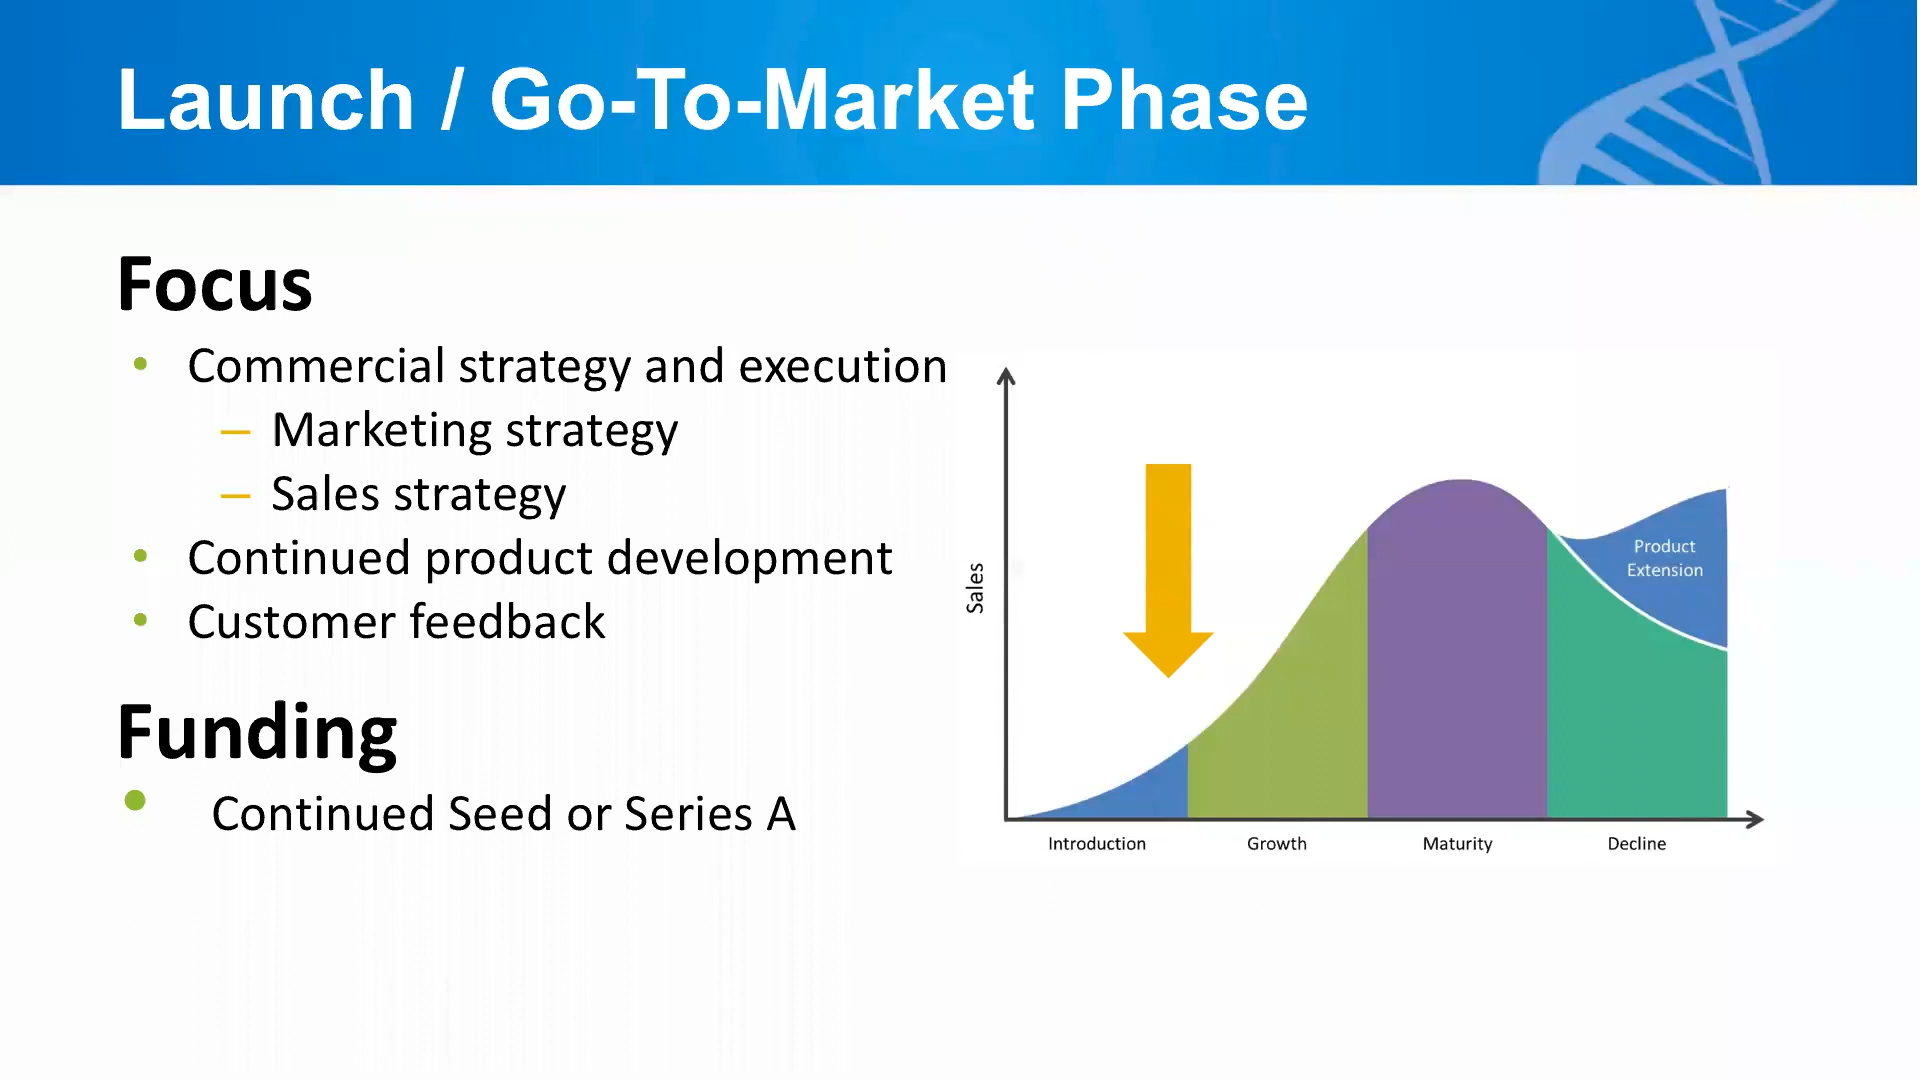 Launch / Go-To-Market Phase
Focus
• Commercial strategy and execution
– Marketing strategy
– Sales strategy
• Continued product development
• Customer feedback
Funding
• Continued Seed or Series A
Sales
Product
Extension
Introduction
Growth
Maturity
Decline